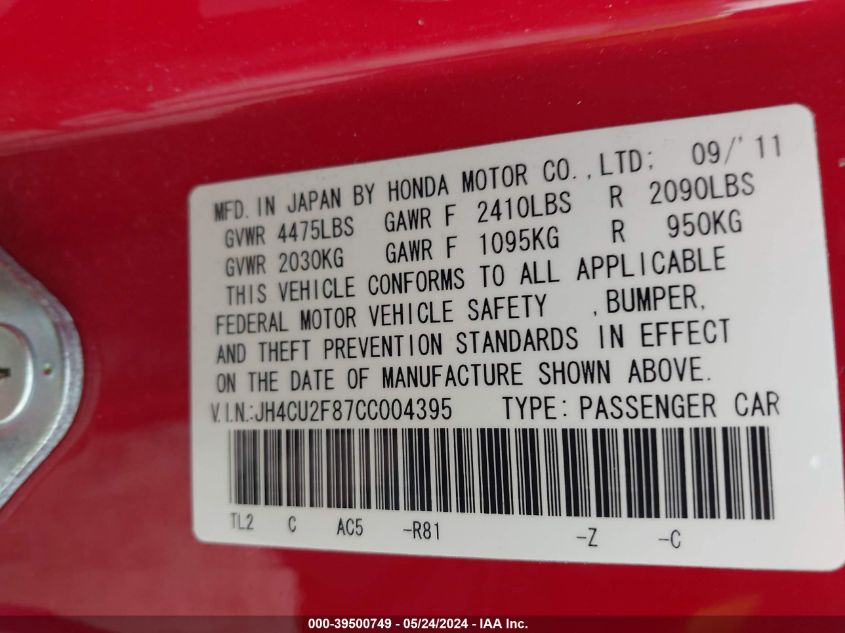 MFD. IN JAPAN BY HONDA MOTOR CO., LTD; 09/'11
GVWR 4475LBS GAWR F 2410LBS R 2090LBS
GVWR 2030KG GAWR F 1095KG R 950KG
THIS VEHICLE CONFORMS TO ALL APPLICABLE
FEDERAL MOTOR VEHICLE SAFETY , BUMPER,
AND THEFT PREVENTION STANDARDS IN EFFECT
ON THE DATE OF MANUFACTURE SHOWN ABOVE.
V.I.N.:JH4CU2F87CC004395 TYPE: PASSENGER CAR
TL2 C AC5 -R81 -Z -C
000-39500749 - 05/24/2024 - IAA Inc.